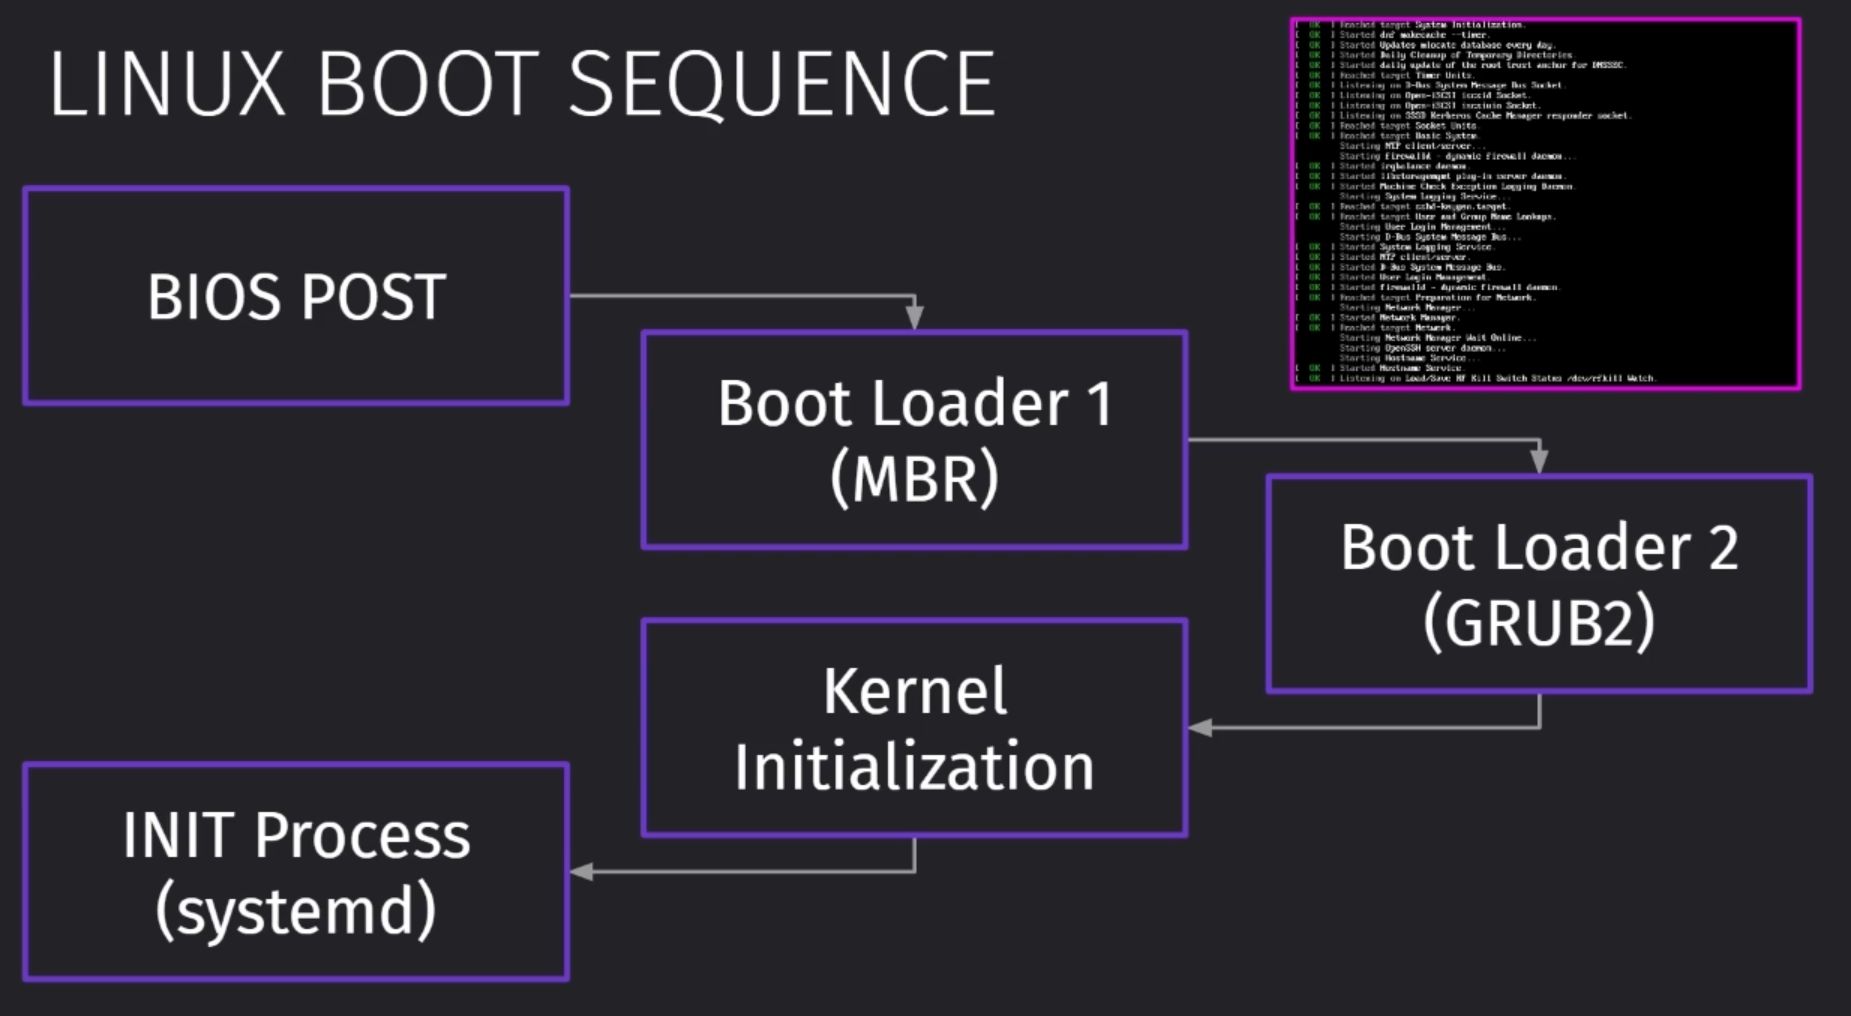 LINUX BOOT SEQUENCE
BIOS POST
Boot Loader 1
(MBR)
Boot Loader 2
(GRUB2)
Kernel
Initialization
INIT Process
(systemd)
[ OK ] Reached target System Initialization.
[ OK ] Started dnf makecache --timer.
[ OK ] Started Updates mlocate database every day.
[ OK ] Started Daily Cleanup of Temporary Directories.
[ OK ] Started daily update of the root trust anchor for DNSSEC.
[ OK ] Reached target Timer Units.
[ OK ] Listening on D-Bus System Message Bus Socket.
[ OK ] Listening on Open-iSCSI iscsid Socket.
[ OK ] Listening on Open-iSCSI iscsiuio Socket.
[ OK ] Listening on SSSD Kerberos Cache Manager responder socket.
[ OK ] Reached target Socket Units.
[ OK ] Reached target Basic System.
Starting NTP client/server...
Starting firewalld - dynamic firewall daemon...
[ OK ] Started irqbalance daemon.
[ OK ] Started libstoragemgmt plug-in server daemon.
[ OK ] Started Machine Check Exception Logging Daemon.
Starting System Logging Service...
[ OK ] Reached target sshd-keygen.target.
[ OK ] Reached target User and Group Name Lookups.
Starting User Login Management...
Starting D-Bus System Message Bus...
[ OK ] Started System Logging Service.
[ OK ] Started NTP client/server.
[ OK ] Started D-Bus System Message Bus.
[ OK ] Started User Login Management.
[ OK ] Started firewalld - dynamic firewall daemon.
[ OK ] Reached target Preparation for Network.
Starting Network Manager...
[ OK ] Started Network Manager.
[ OK ] Reached target Network.
Starting Network Manager Wait Online...
Starting OpenSSH server daemon...
Starting Hostname Service...
[ OK ] Started Hostname Service.
[ OK ] Listening on Load/Save RF Kill Switch Status /dev/rfkill Watch.